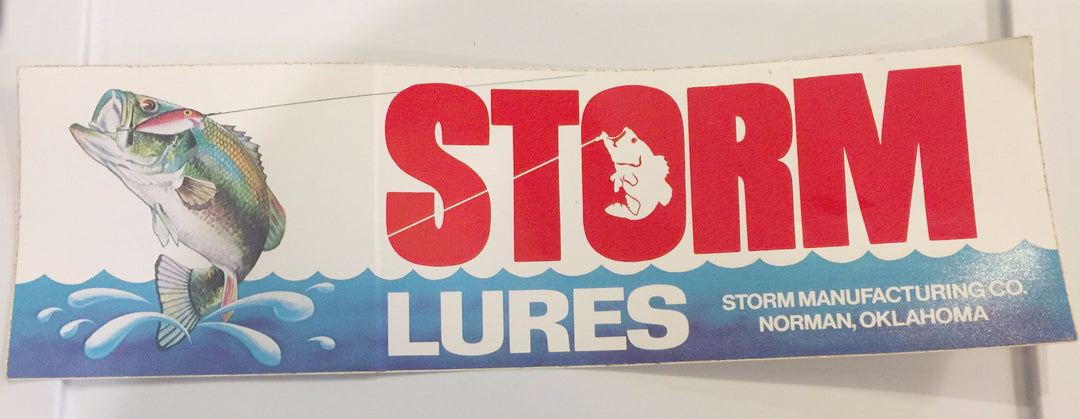 STORM
LURES
STORM MANUFACTURING CO.
NORMAN, OKLAHOMA